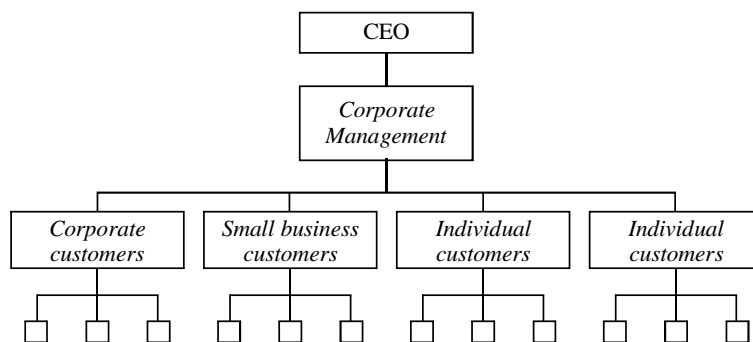 CEO
Corporate
Management
Corporate
customers
Small business
customers
Individual
customers
Individual
customers